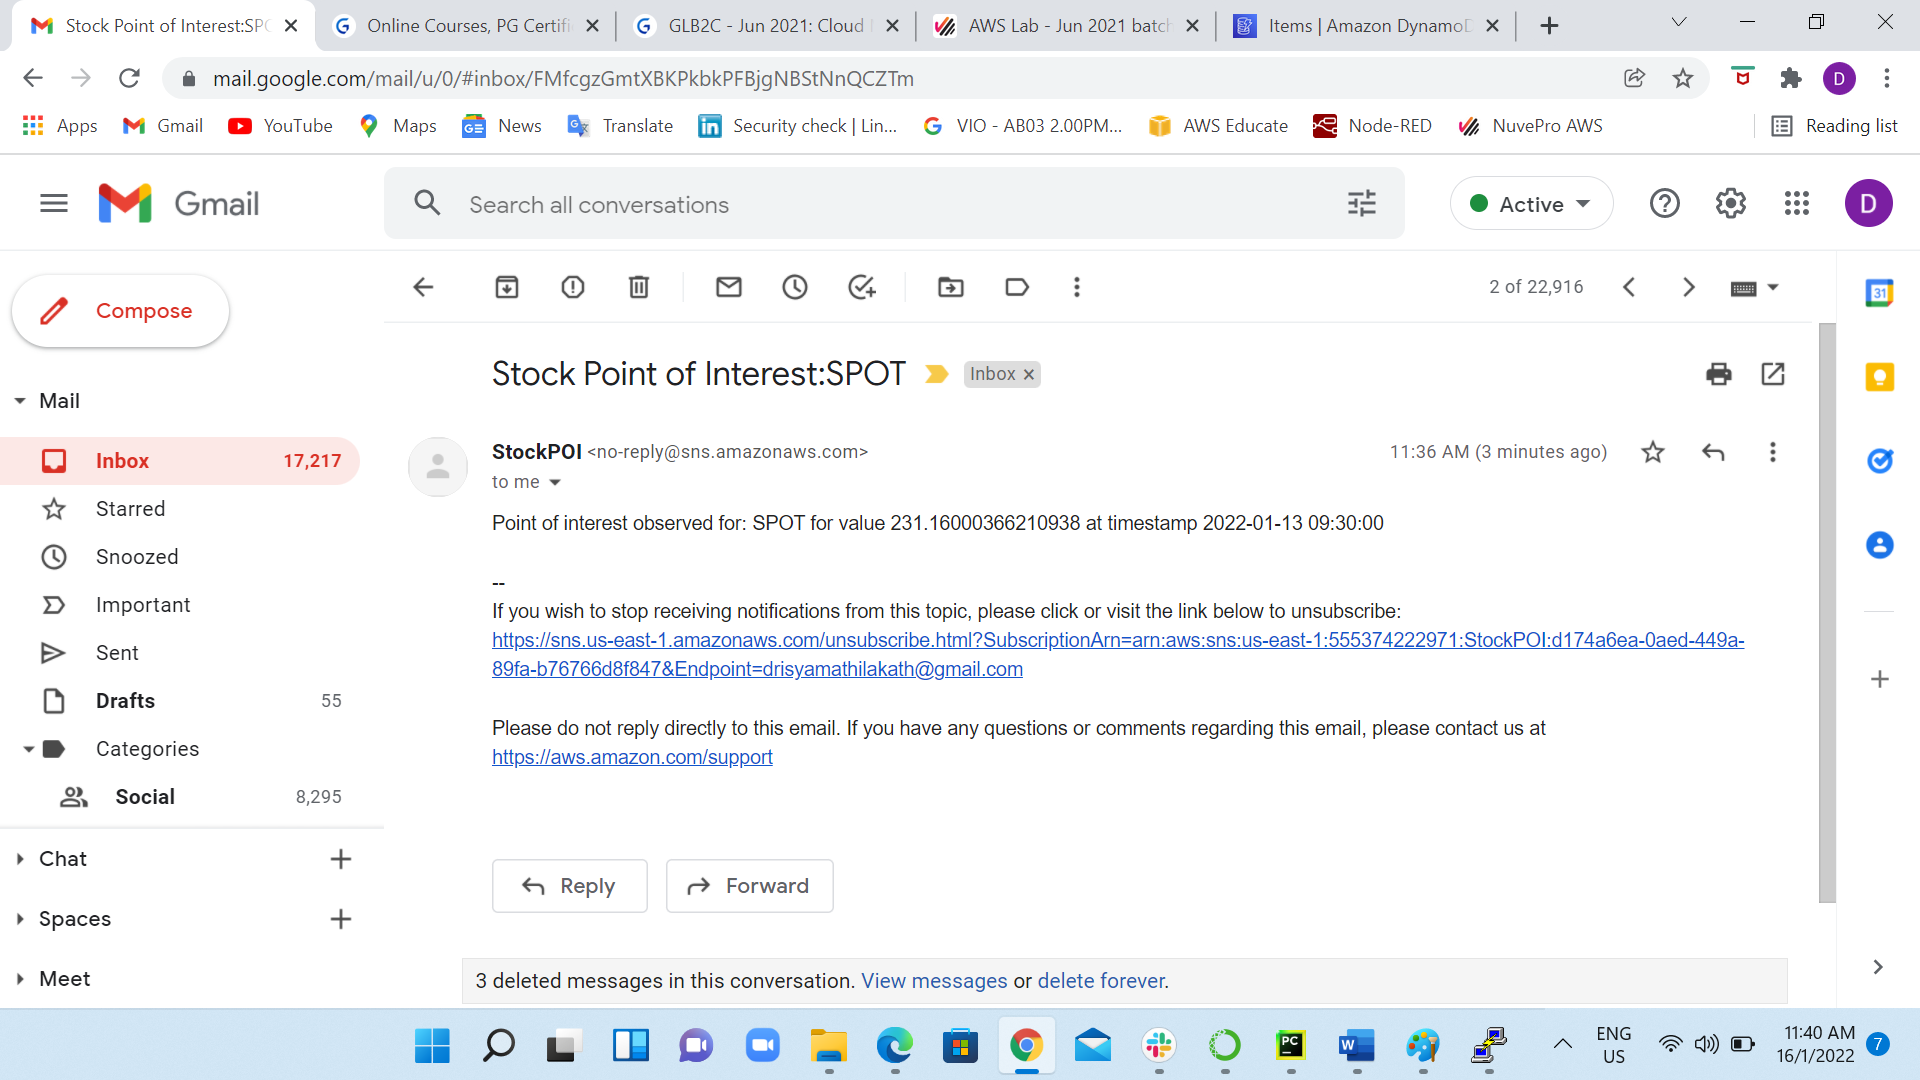 Stock Point of Interest:SPO
Online Courses, PG Certifi
GLB2C - Jun 2021: Cloud
AWS Lab - Jun 2021 batch
Items | Amazon DynamoD
mail.google.com/mail/u/0/#inbox/FMfcgzGmtXBKPkbkPFBjgNBStNnQCZTm
D
Apps
Gmail
YouTube
Maps
News
Translate
Security check | Lin...
VIO - AB03 2.00PM...
AWS Educate
Node-RED
NuvePro AWS
Reading list
Gmail
Search all conversations
Active
D
Compose
2 of 22,916
31
Stock Point of Interest:SPOT
Inbox ×
Mail
Inbox 17,217
Starred
Snoozed
Important
Sent
Drafts 55
Categories
Social 8,295
Chat
Spaces
Meet
StockPOI <no-reply@sns.amazonaws.com>
11:36 AM (3 minutes ago)
to me
Point of interest observed for: SPOT for value 231.16000366210938 at timestamp 2022-01-13 09:30:00
--
If you wish to stop receiving notifications from this topic, please click or visit the link below to unsubscribe:
https://sns.us-east-1.amazonaws.com/unsubscribe.html?SubscriptionArn=arn:aws:sns:us-east-1:555374222971:StockPOI:d174a6ea-0aed-449a-
89fa-b76766d8f847&Endpoint=drisyamathilakath@gmail.com
Please do not reply directly to this email. If you have any questions or comments regarding this email, please contact us at
https://aws.amazon.com/support
Reply
Forward
3 deleted messages in this conversation. View messages or delete forever.
PC
W
ENG
US
11:40 AM
16/1/2022
7